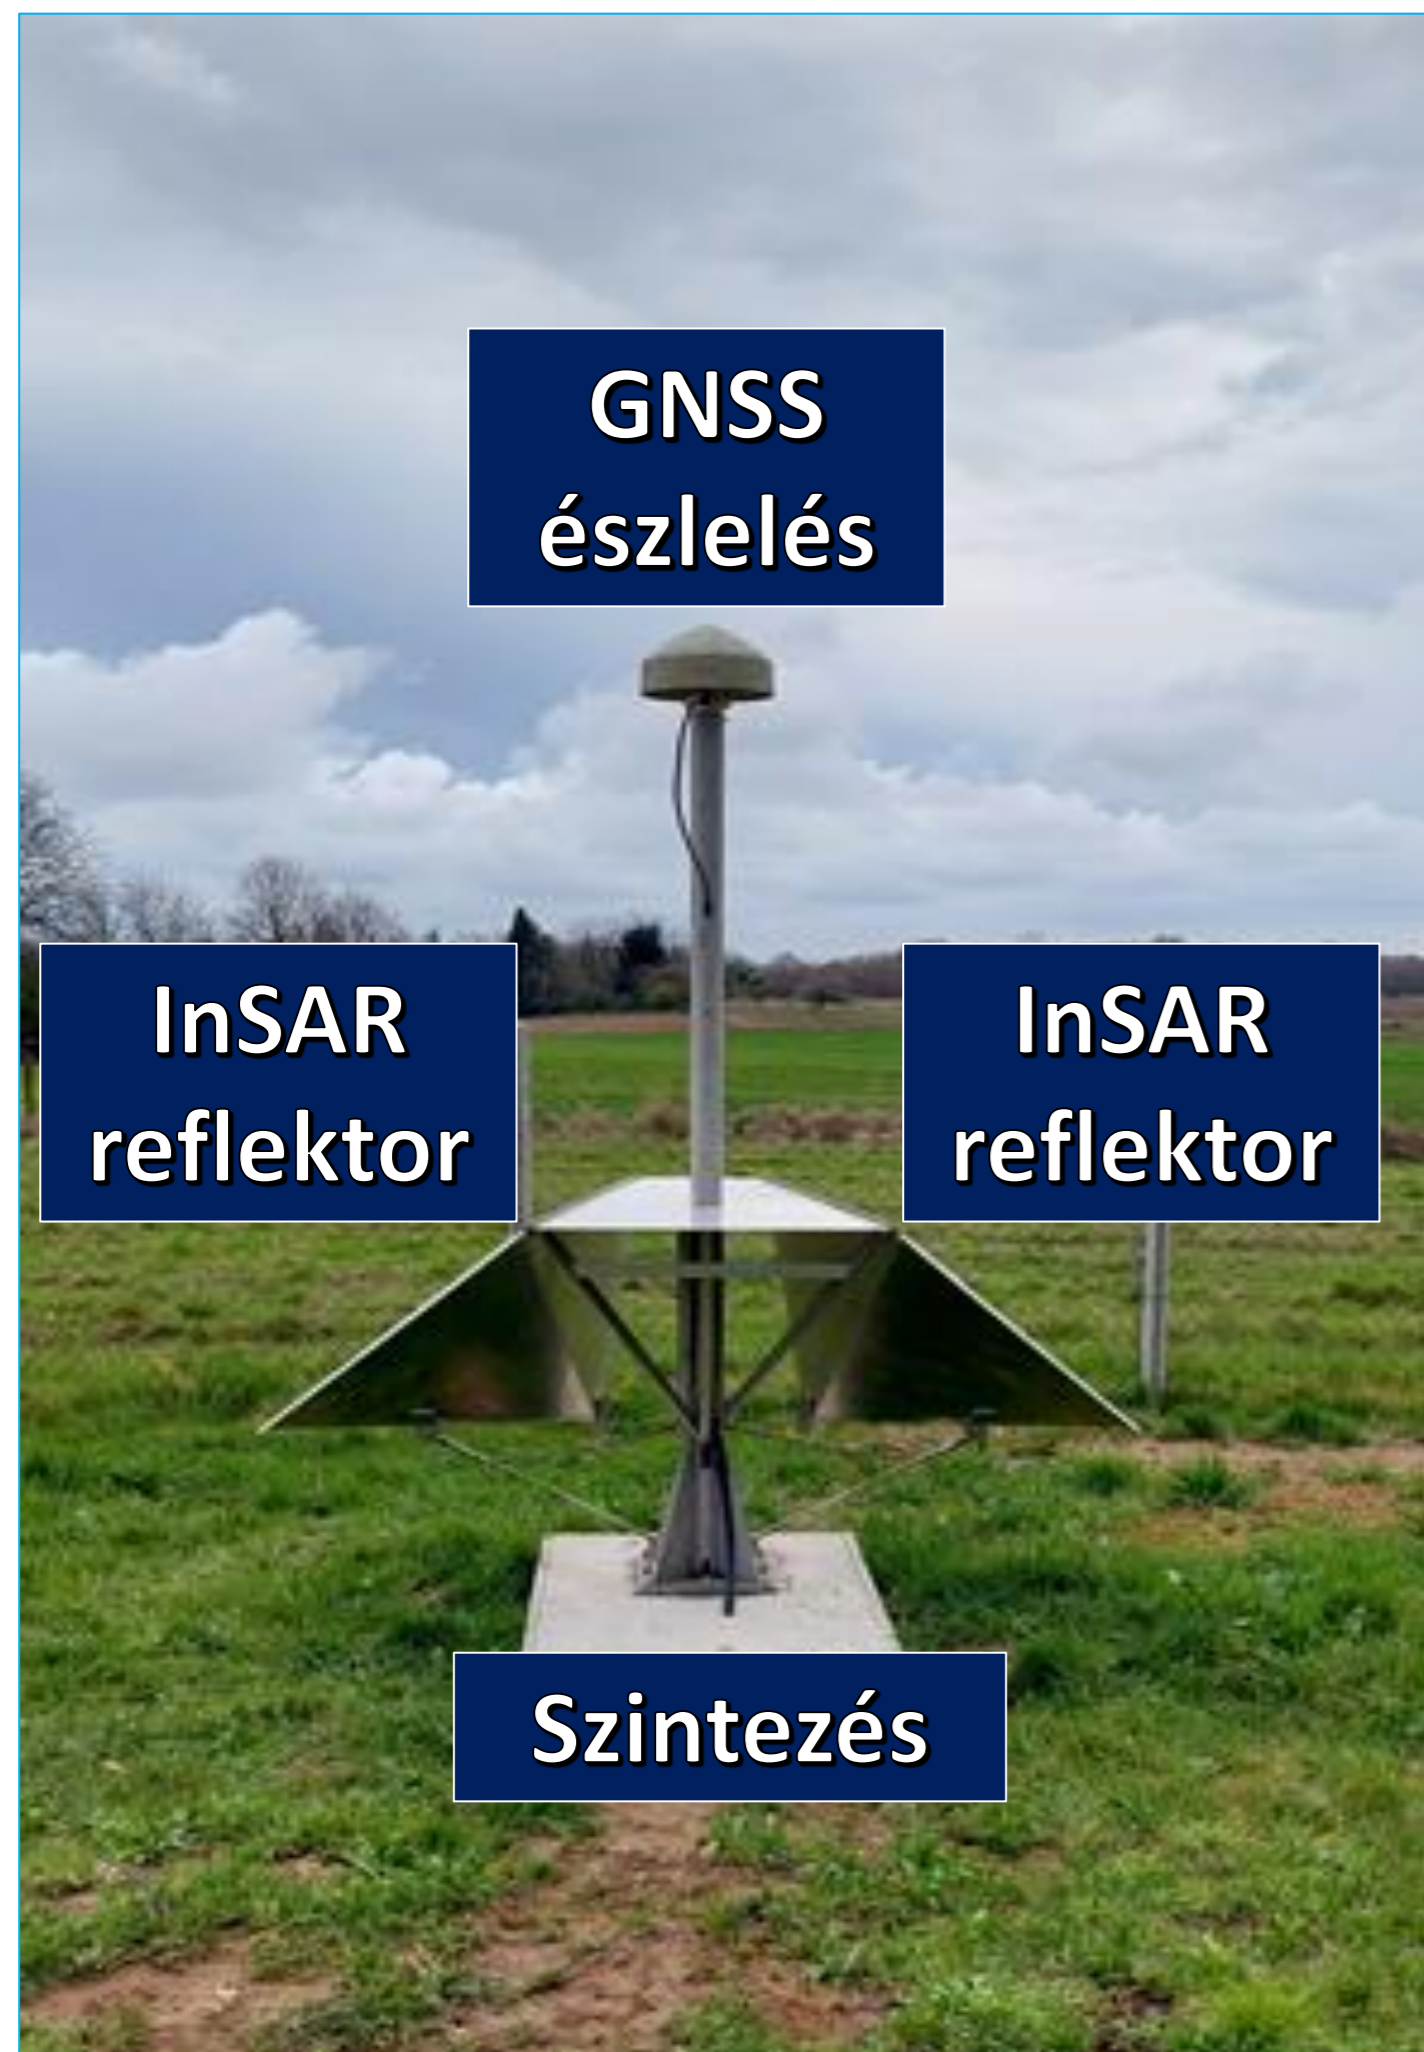 GNSS
észlelés
InSAR
reflektor
InSAR
reflektor
Szintezés